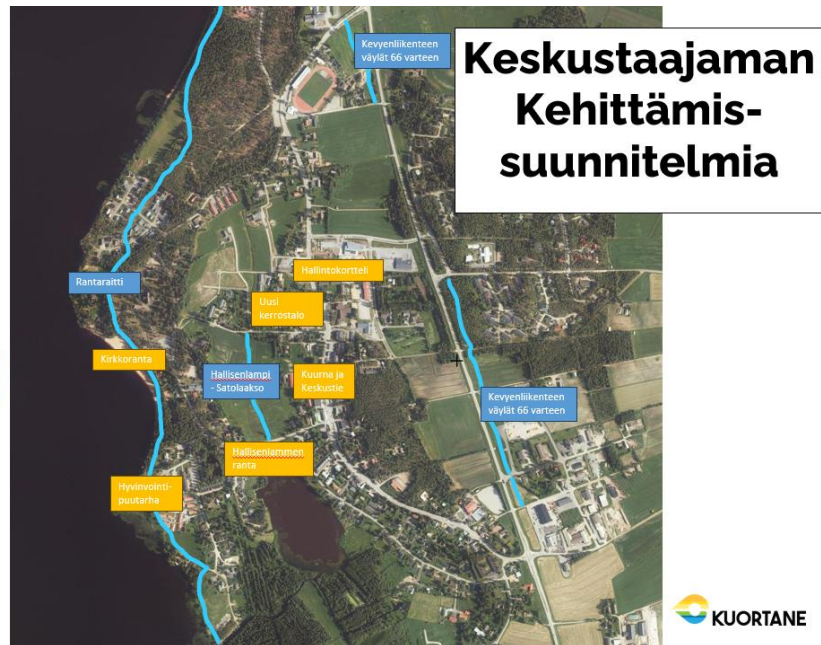 Keskustaajaman
Kehittämis-
suunnitelmia
Kevyenliikenteen
väylät 66 varteen
Rantaraitti
Hallintokortteli
Uusi
kerrostalo
Kirkkoranta
Hallisenlampi
- Satolaakso
Kuurna ja
Keskustie
Kevyenliikenteen
väylät 66 varteen
Hallisenlammen
ranta
Hyvinvointi-
puutarha
KUORTANE